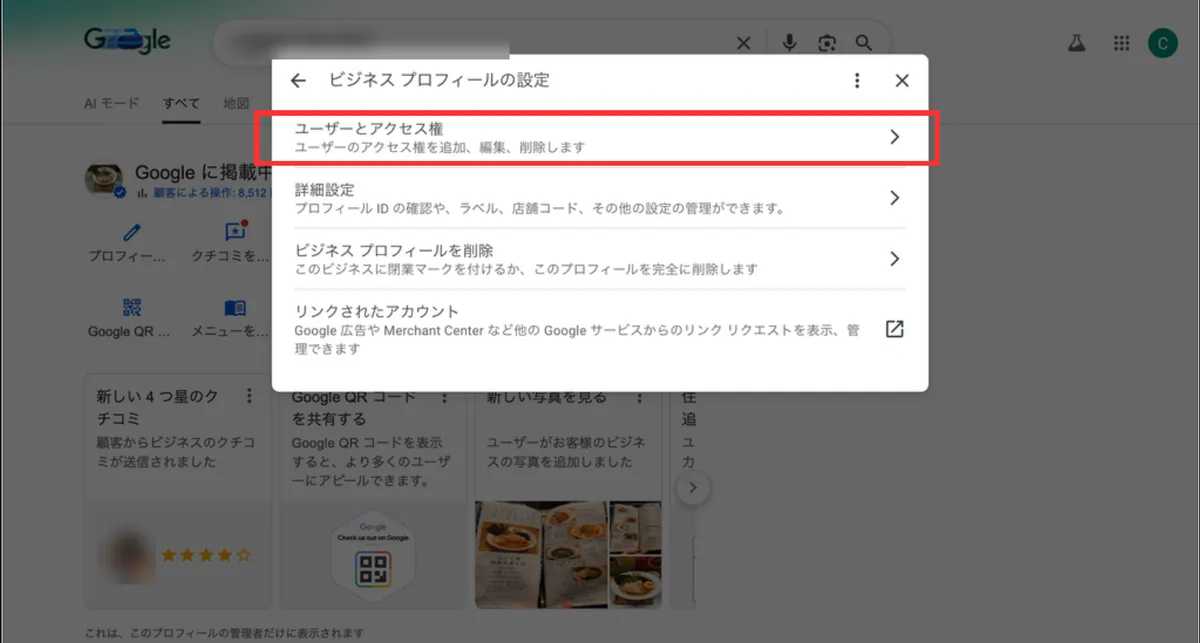 Google
C
AI モード
すべて
地図
ビジネス プロフィールの設定
ユーザーとアクセス権
ユーザーのアクセス権を追加、編集、削除します
詳細設定
プロフィール ID の確認や、ラベル、店舗コード、その他の設定の管理ができます。
ビジネス プロフィールを削除
このビジネスに閉業マークを付けるか、このプロフィールを完全に削除します
リンクされたアカウント
Google 広告や Merchant Center など他の Google サービスからのリンク リクエストを表示、管
理できます
Google に掲載中
顧客による操作: 8,512
プロフィー...
クチコミを...
Google QR ...
メニューを...
新しい 4 つ星のク
チコミ
顧客からビジネスのクチコ
ミが送信されました
Google QR コード
を共有する
Google QR コードを表示
すると、より多くのユーザ
ーにアピールできます。
Google
Check us out on Google
新しい写真を見る
ユーザーがお客様のビジネ
スの写真を追加しました
住
追
ユ
カ
これは、このプロフィールの管理者だけに表示されます